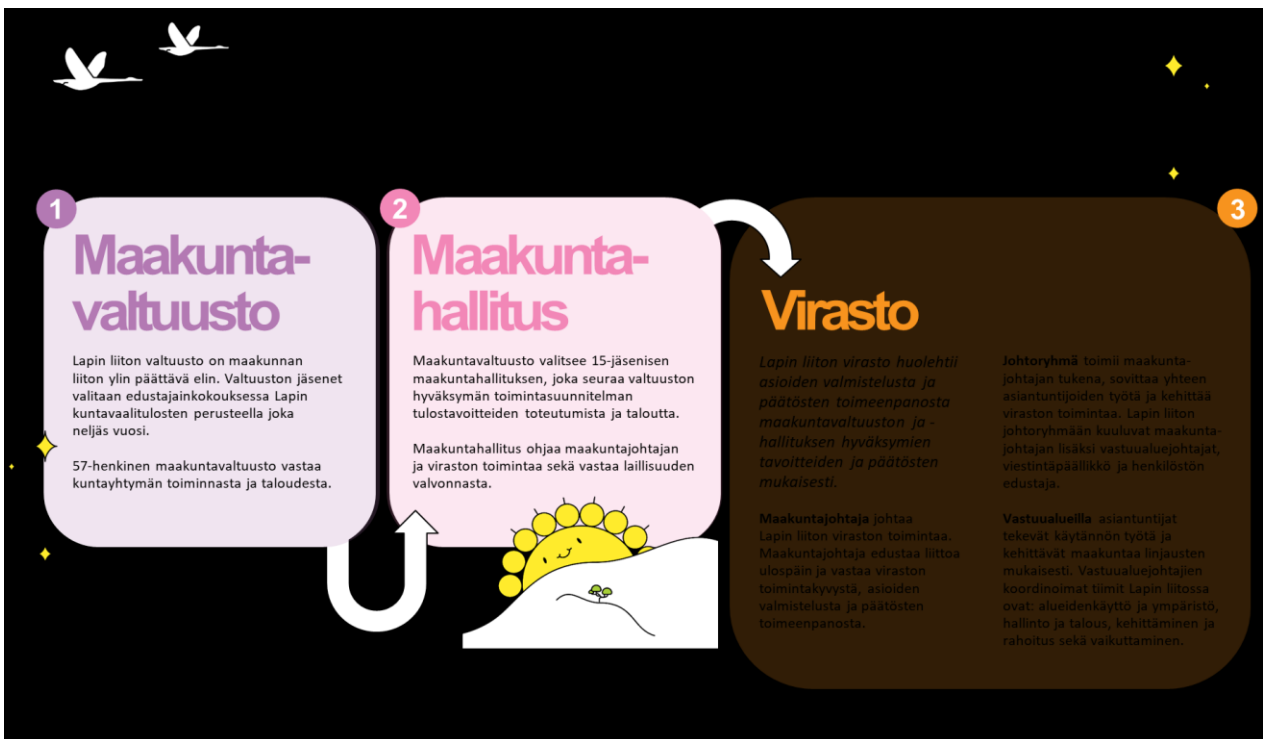 1
Maakunta-
valtuusto
Lapin liiton valtuusto on maakunnan
liiton ylin päättävä elin. Valtuuston jäsenet
valitaan edustajainkokouksessa Lapin
kuntavaalitulosten perusteella joka
neljäs vuosi.
57-henkinen maakuntavaltuusto vastaa
kuntayhtymän toiminnasta ja taloudesta.
2
Maakunta-
hallitus
Maakuntavaltuusto valitsee 15-jäsenisen
maakuntahallituksen, joka seuraa valtuuston
hyväksymän toimintasuunnitelman
tulostavoitteiden toteutumista ja taloutta.
Maakuntahallitus ohjaa maakuntajohtajan
ja viraston toimintaa sekä vastaa laillisuuden
valvonnasta.
3
Virasto
Lapin liiton virasto huolehtii
asioiden valmistelusta ja
päätösten toimeenpanosta
maakuntavaltuuston ja -
hallituksen hyväksymien
tavoitteiden ja päätösten
mukaisesti.
Maakuntajohtaja johtaa
Lapin liiton viraston toimintaa.
Maakuntajohtaja edustaa liittoa
ulospäin ja vastaa viraston
toimintakyvystä, asioiden
valmistelusta ja päätösten
toimeenpanosta.
Johtoryhmä toimii maakunta-
johtajan tukena, sovittaa yhteen
asiantuntijoiden työtä ja kehittää
viraston toimintaa. Lapin liiton
johtoryhmään kuuluvat maakunta-
johtajan lisäksi vastuualuejohtajat,
viestintäpäällikkö ja henkilöstön
edustaja.
Vastuualueilla asiantuntijat
tekevät käytännön työtä ja
kehittävät maakuntaa linjausten
mukaisesti. Vastuualuejohtajien
koordinoimat tiimit Lapin liitossa
ovat: alueidenkäyttö ja ympäristö,
hallinto ja talous, kehittäminen ja
rahoitus sekä vaikuttaminen.